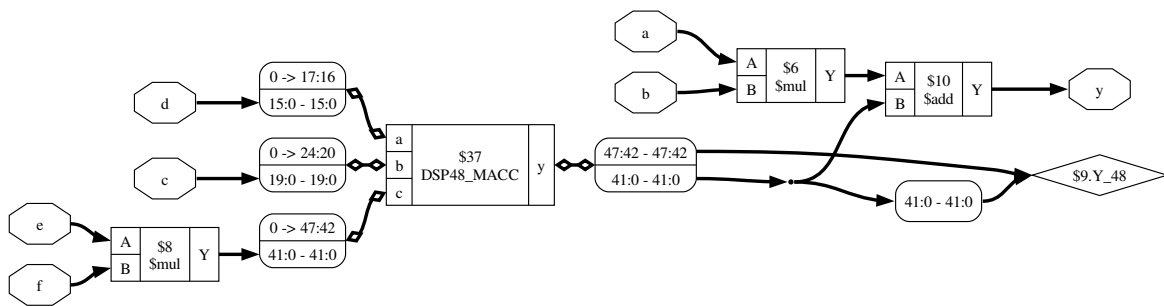 d
c
e
f
A
B
$8
$mul
Y
0 -> 17:16
15:0 - 15:0
0 -> 24:20
19:0 - 19:0
0 -> 47:42
41:0 - 41:0
a
b
c
$37
DSP48_MACC
y
47:42 - 47:42
41:0 - 41:0
a
b
A
B
$6
$mul
Y
A
B
$10
$add
Y
41:0 - 41:0
y
$9.Y_48